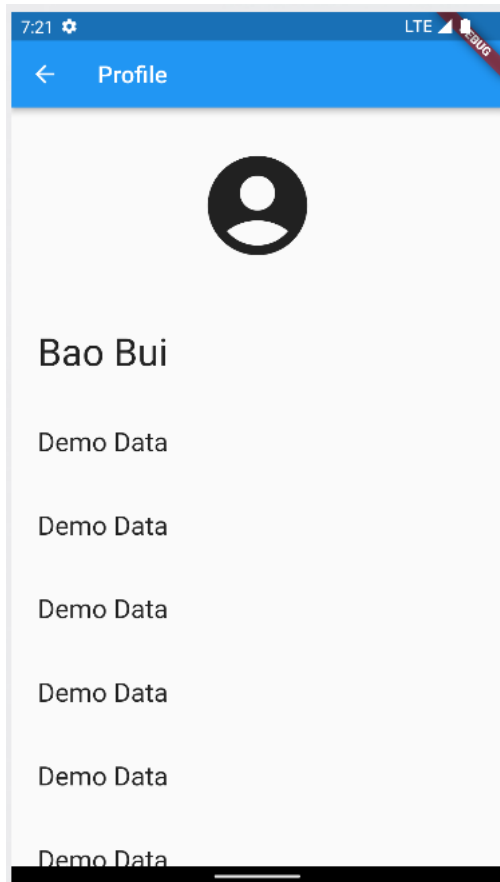 7:21 LTE
DEBUG
Profile
Bao Bui
Demo Data
Demo Data
Demo Data
Demo Data
Demo Data
Demo Data